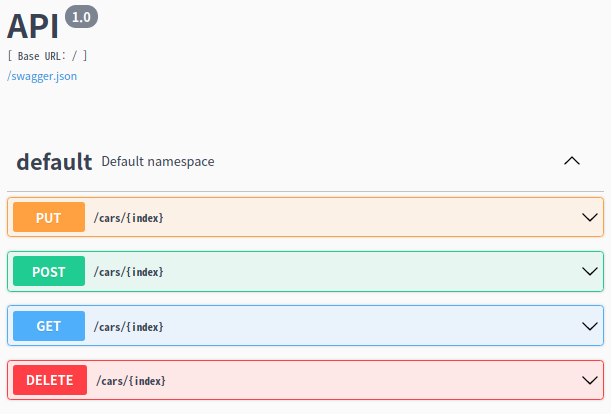 API 1.0
[ Base URL: / ]
/swagger.json
default Default namespace
PUT /cars/{index}
POST /cars/{index}
GET /cars/{index}
DELETE /cars/{index}